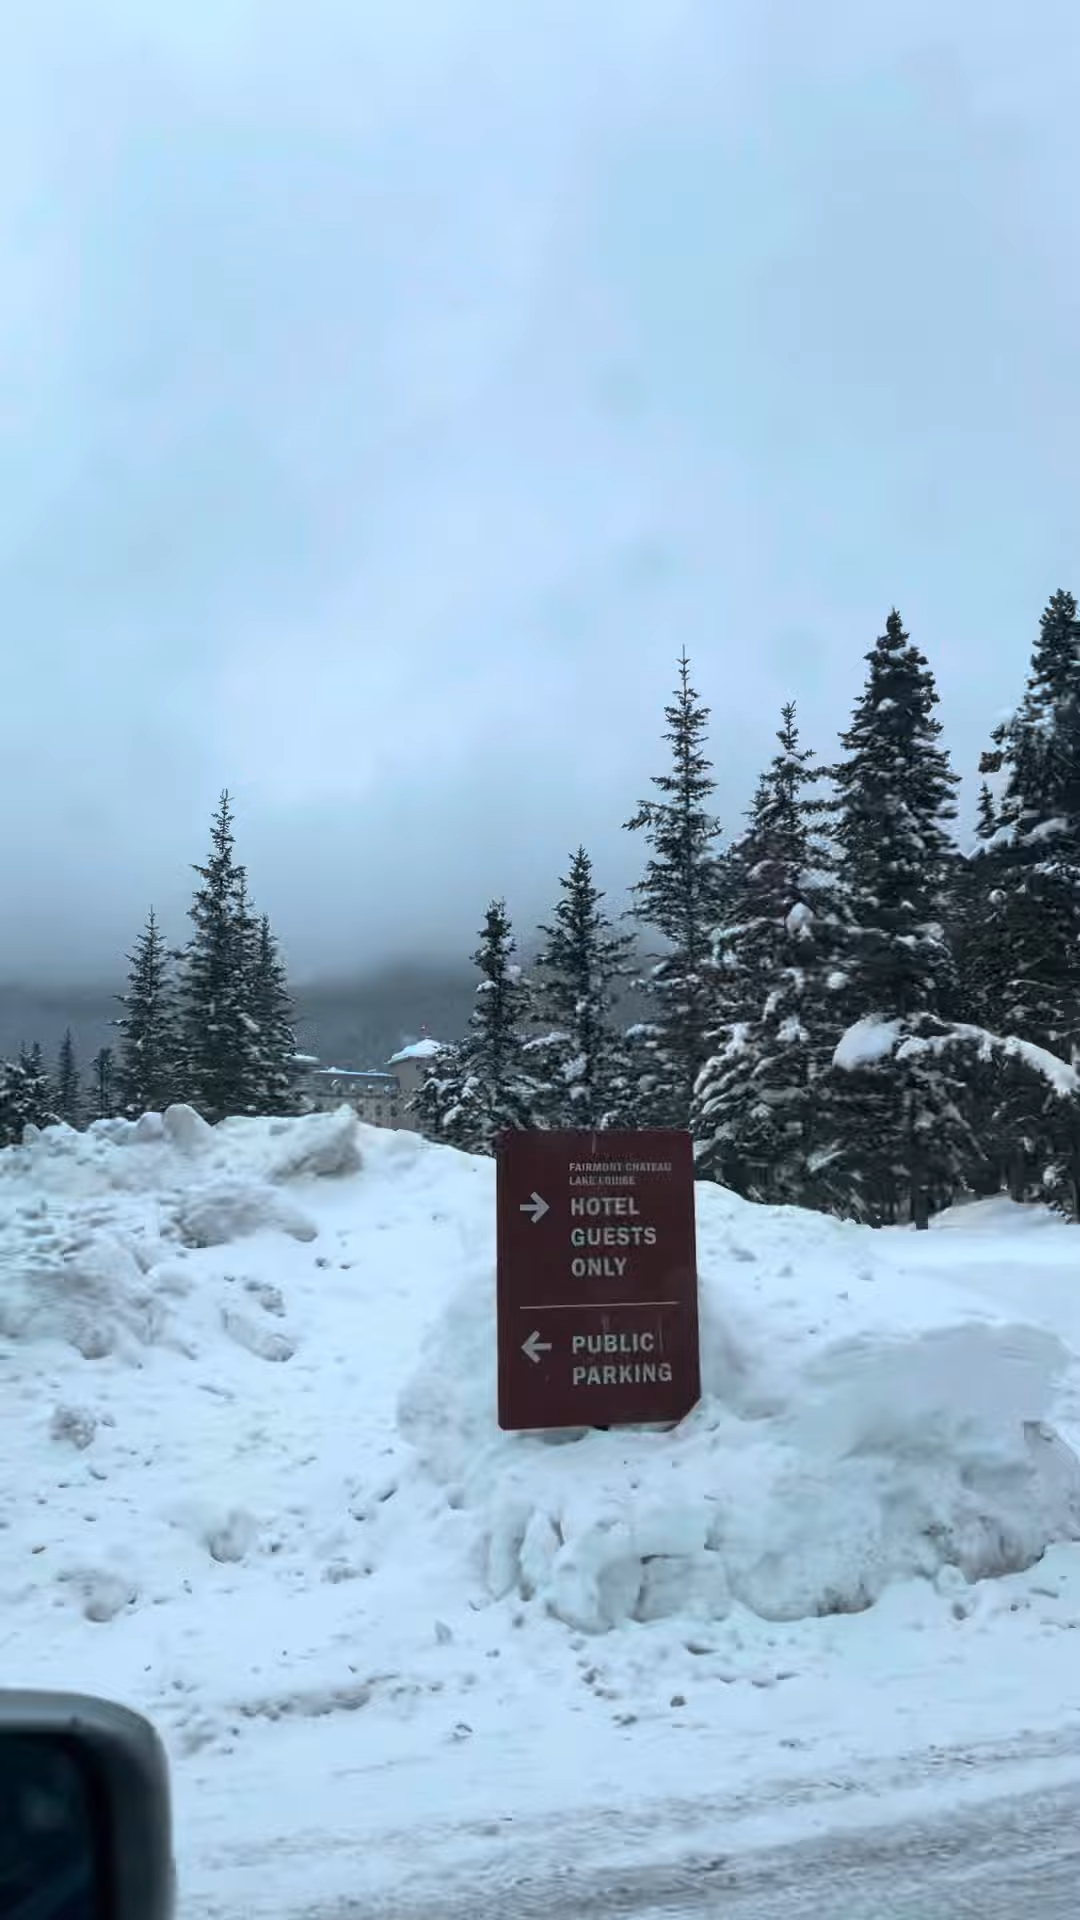 FAIRMONT CHATEAU
LAKE LOUISE
→ HOTEL
GUESTS
ONLY
← PUBLIC
PARKING